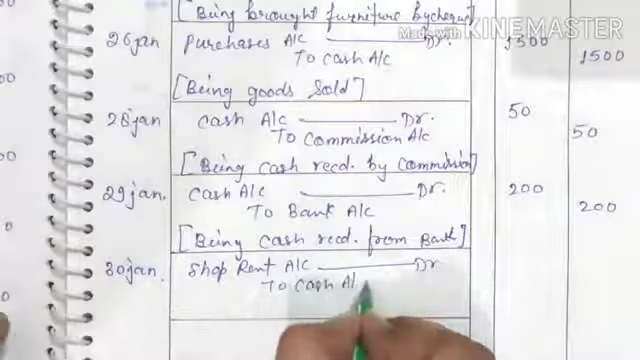 [Being brought furniture by cheque]
Made with KINEMASTER
26 jan Purchases A/c Dr. 1500
To cash A/c 1500
[Being goods sold]
28 jan cash A/c Dr. 50
To Commission A/c 50
[Being cash recd. by commission]
29 jan. Cash A/c Dr. 200
To Bank A/c 200
[Being cash recd. from Bank]
30 jan. Shop Rent A/c Dr
To Cash A/